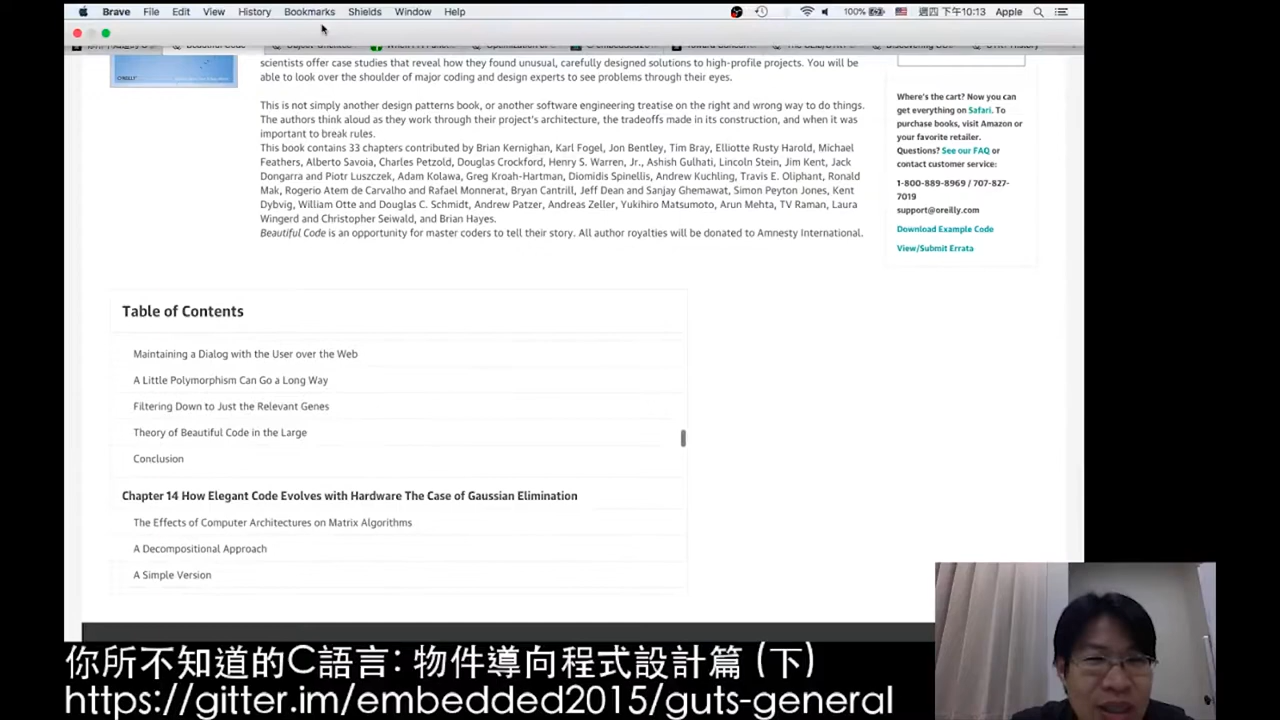 Brave File Edit View History Bookmarks Shields Window Help 100% 週四下午10:13 Apple
scientists offer case studies that reveal how they found unusual, carefully designed solutions to high-profile projects. You will be
able to look over the shoulder of major coding and design experts to see problems through their eyes.
This is not simply another design patterns book, or another software engineering treatise on the right and wrong way to do things.
The authors think aloud as they work through their project's architecture, the tradeoffs made in its construction, and when it was
important to break rules.
This book contains 33 chapters contributed by Brian Kernighan, Karl Fogel, Jon Bentley, Tim Bray, Elliotte Rusty Harold, Michael
Feathers, Alberto Savoia, Charles Petzold, Douglas Crockford, Henry S. Warren, Jr., Ashish Gulhati, Lincoln Stein, Jim Kent, Jack
Dongarra and Piotr Luszczek, Adam Kolawa, Greg Kroah-Hartman, Diomidis Spinellis, Andrew Kuchling, Travis E. Oliphant, Ronald
Mak, Rogerio Atem de Carvalho and Rafael Monnerat, Bryan Cantrill, Jeff Dean and Sanjay Ghemawat, Simon Peyton Jones, Kent
Dybvig, William Otte and Douglas C. Schmidt, Andrew Patzer, Andreas Zeller, Yukihiro Matsumoto, Arun Mehta, TV Raman, Laura
Wingerd and Christopher Seiwald, and Brian Hayes.
Beautiful Code is an opportunity for master coders to tell their story. All author royalties will be donated to Amnesty International.
Where's the cart? Now you can
get everything on Safari. To
purchase books, visit Amazon or
your favorite retailer.
Questions? See our FAQ or
contact customer service:
1-800-889-8969 / 707-827-
7019
support@oreilly.com
Download Example Code
View/Submit Errata
Table of Contents
Maintaining a Dialog with the User over the Web
A Little Polymorphism Can Go a Long Way
Filtering Down to Just the Relevant Genes
Theory of Beautiful Code in the Large
Conclusion
Chapter 14 How Elegant Code Evolves with Hardware The Case of Gaussian Elimination
The Effects of Computer Architectures on Matrix Algorithms
A Decompositional Approach
A Simple Version
你所不知道的C語言: 物件導向程式設計篇 (下)
https://gitter.im/embedded2015/guts-general